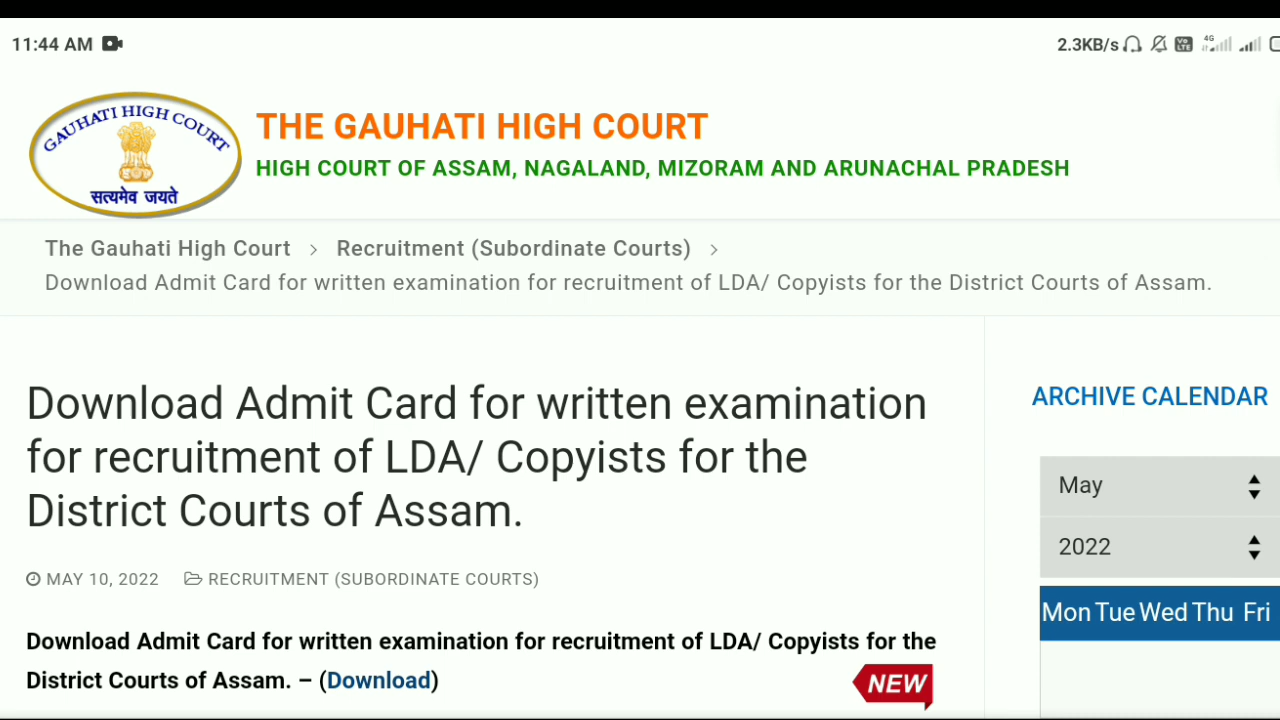 11:44 AM
2.3KB/s Vo LTE 4G
GAUHATI HIGH COURT
सत्यमेव जयते
THE GAUHATI HIGH COURT
HIGH COURT OF ASSAM, NAGALAND, MIZORAM AND ARUNACHAL PRADESH
The Gauhati High Court > Recruitment (Subordinate Courts) >
Download Admit Card for written examination for recruitment of LDA/ Copyists for the District Courts of Assam.
Download Admit Card for written examination
for recruitment of LDA/ Copyists for the
District Courts of Assam.
MAY 10, 2022 RECRUITMENT (SUBORDINATE COURTS)
Download Admit Card for written examination for recruitment of LDA/ Copyists for the
District Courts of Assam. – (Download)
NEW
ARCHIVE CALENDAR
May
2022
Mon Tue Wed Thu Fri